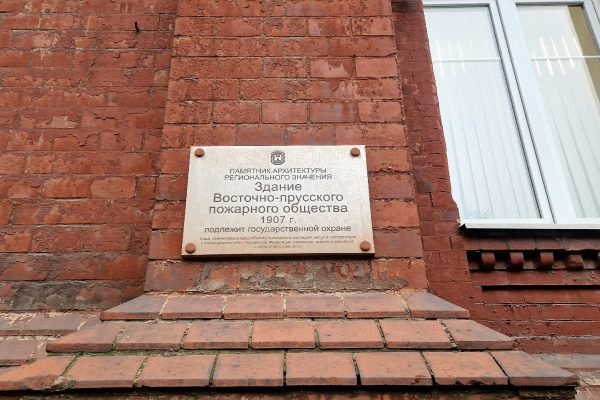 ПАМЯТНИК АРХИТЕКТУРЫ
РЕГИОНАЛЬНОГО ЗНАЧЕНИЯ
Здание
Восточно-прусского
пожарного общества
1907 г.
подлежит государственной охране